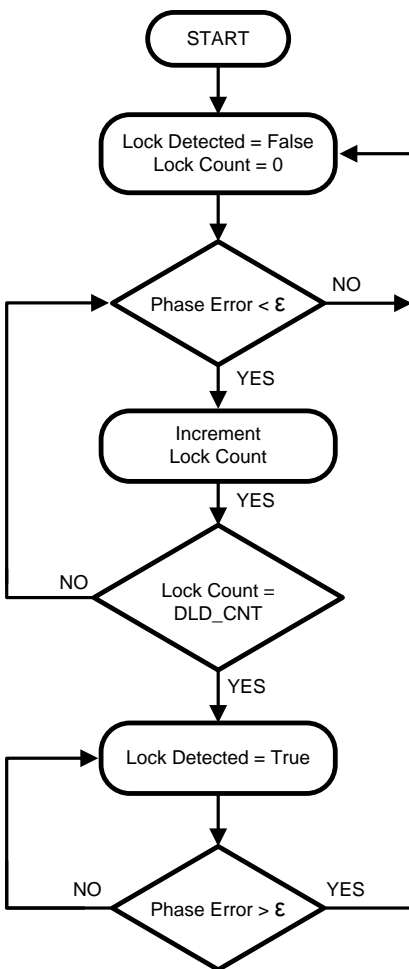 START
Lock Detected = False
Lock Count = 0
Phase Error < ε
NO
YES
Increment
Lock Count
YES
NO
Lock Count =
DLD_CNT
YES
Lock Detected = True
NO
Phase Error > ε
YES